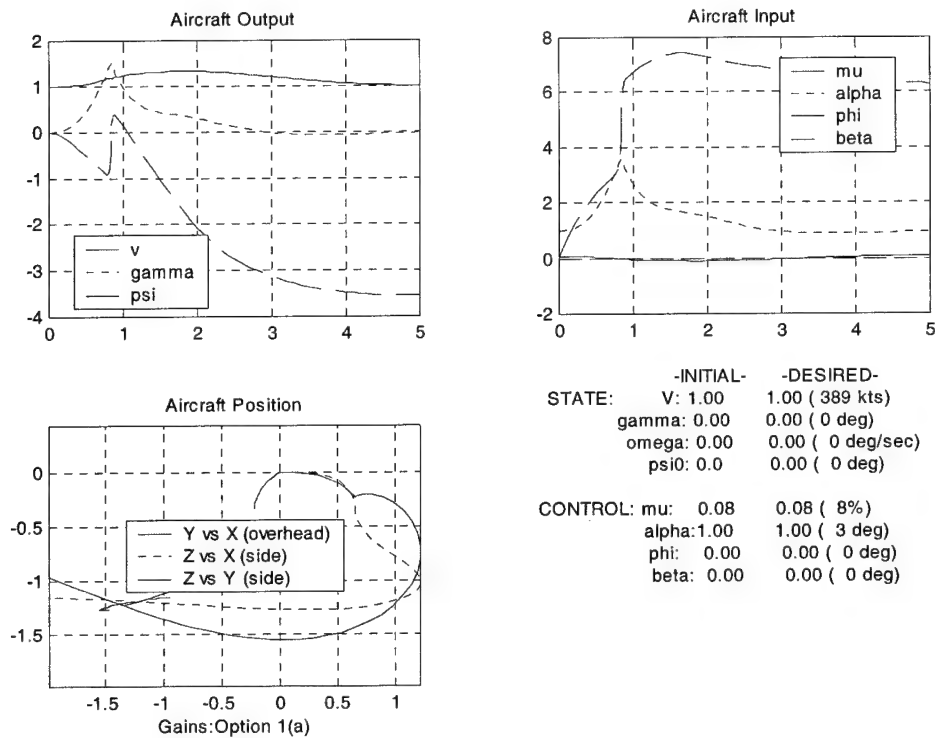 Aircraft Output
2
1
0
-1
-2
-3
-4
0 1 2 3 4 5
v
gamma
psi
Aircraft Input
8
6
4
2
0
-2
0 1 2 3 4 5
mu
alpha
phi
beta
Aircraft Position
0
-0.5
-1
-1.5
-1.5 -1 -0.5 0 0.5 1
Y vs X (overhead)
Z vs X (side)
Z vs Y (side)
Gains:Option 1(a)
-INITIAL- -DESIRED-
STATE: V: 1.00 1.00 ( 389 kts)
gamma: 0.00 0.00 ( 0 deg)
omega: 0.00 0.00 ( 0 deg/sec)
psi0: 0.0 0.00 ( 0 deg)
CONTROL: mu: 0.08 0.08 ( 8%)
alpha: 1.00 1.00 ( 3 deg)
phi: 0.00 0.00 ( 0 deg)
beta: 0.00 0.00 ( 0 deg)